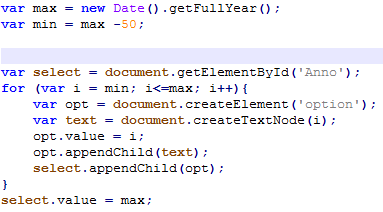 var max = new Date().getFullYear();
var min = max -50;
var select = document.getElementById('Anno');
for (var i = min; i<=max; i++){
    var opt = document.createElement('option');
    var text = document.createTextNode(i);
    opt.value = i;
    opt.appendChild(text);
    select.appendChild(opt);
}
select.value = max;